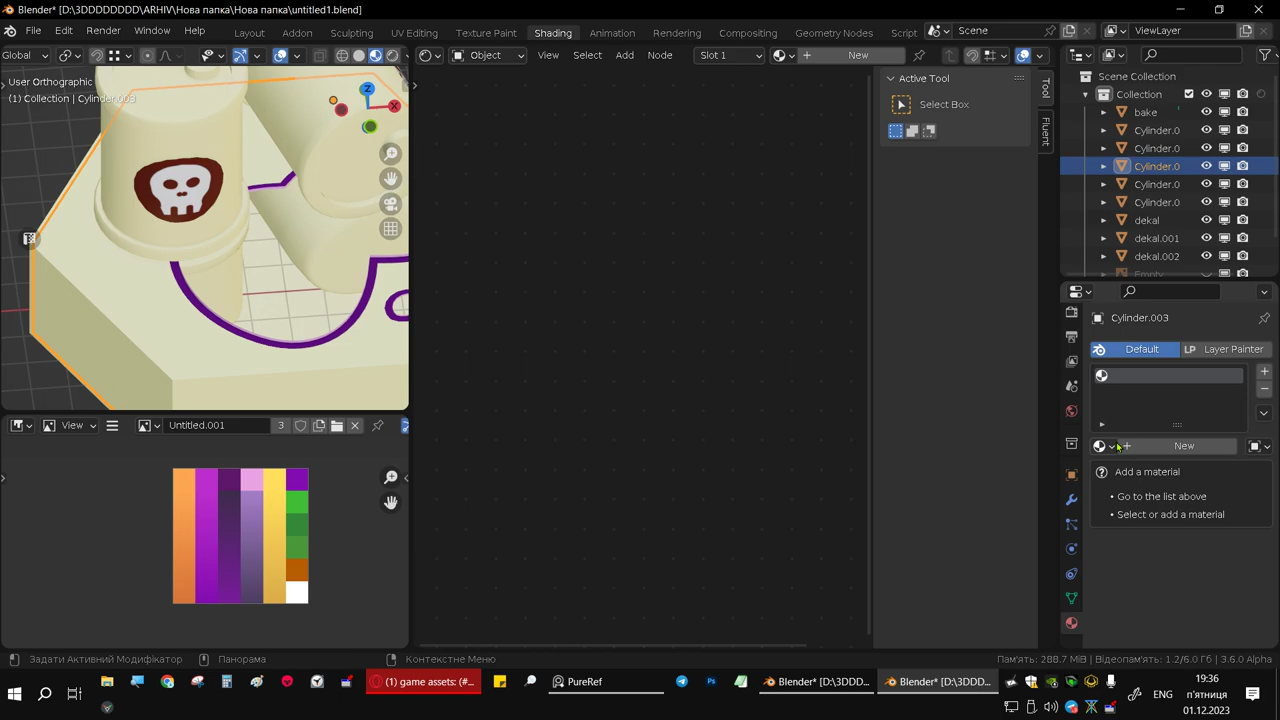 Blender* [D:\3DDDDDDDD\ARHIV\Нова папка\Нова папка\untitled1.blend]
File Edit Render Window Help
Layout Modeling Sculpting UV Editing Texture Paint Shading Animation Rendering Compositing Geometry Nodes Script
Scene
ViewLayer
Global
Object
View Select Add Node
Slot 1
New
User Orthographic
(1) Collection | Cylinder.003
Z
X
Active Tool
Select Box
Tool
Fluent
Scene Collection
Collection
bake
Cylinder.0
Cylinder.0
Cylinder.0
Cylinder.0
Cylinder.0
dekal
dekal.001
dekal.002
Empty
Cylinder.003
Default
LP Layer Painter
New
Add a material
• Go to the list above
• Select or add a material
View
Untitled.001
3
Задати Активний Модифікатор
Панорама
Контекстне Меню
Пам'ять: 288.7 MiB | Відеопам'ять: 1.2/6.0 Гб | 3.6.0 Alpha
(1) game assets: (#...
PureRef
Blender* [D:\3DDD...
Blender* [D:\3DDD...
ENG
19:36
п'ятниця
01.12.2023